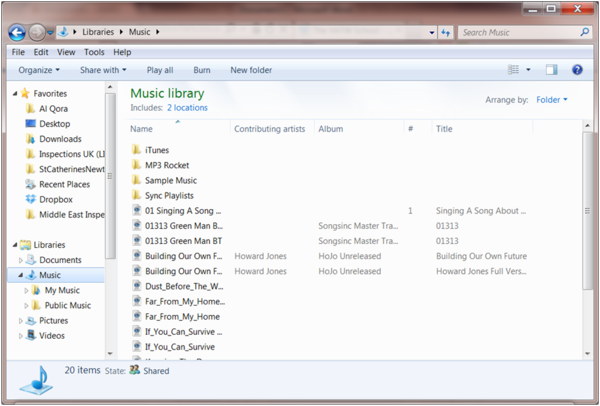 Libraries ▸ Music ▸
Search Music
File Edit View Tools Help
Organize Share with Play all Burn New folder
Favorites
Al Qora
Desktop
Downloads
Inspections UK (LI
StCatherinesNewt
Recent Places
Dropbox
Middle East Inspe
Libraries
Documents
Music
My Music
Public Music
Pictures
Videos
Music library
Includes: 2 locations
Arrange by: Folder
Name Contributing artists Album # Title
iTunes
MP3 Rocket
Sample Music
Sync Playlists
01 Singing A Song ... 1 Singing A Song About ...
01313 Green Man B... Songsinc Master Tra... 01313
01313 Green Man BT Songsinc Master Tra... 01313
Building Our Own F... Howard Jones HoJo Unreleased Building Our Own Future
Building Our Own F... Howard Jones HoJo Unreleased Howard Jones Full Vers...
Dust_Before_The_W...
Far_From_My_Home...
Far_From_My_Home
If_You_Can_Survive
If_You_Can_Survive
20 items State: Shared